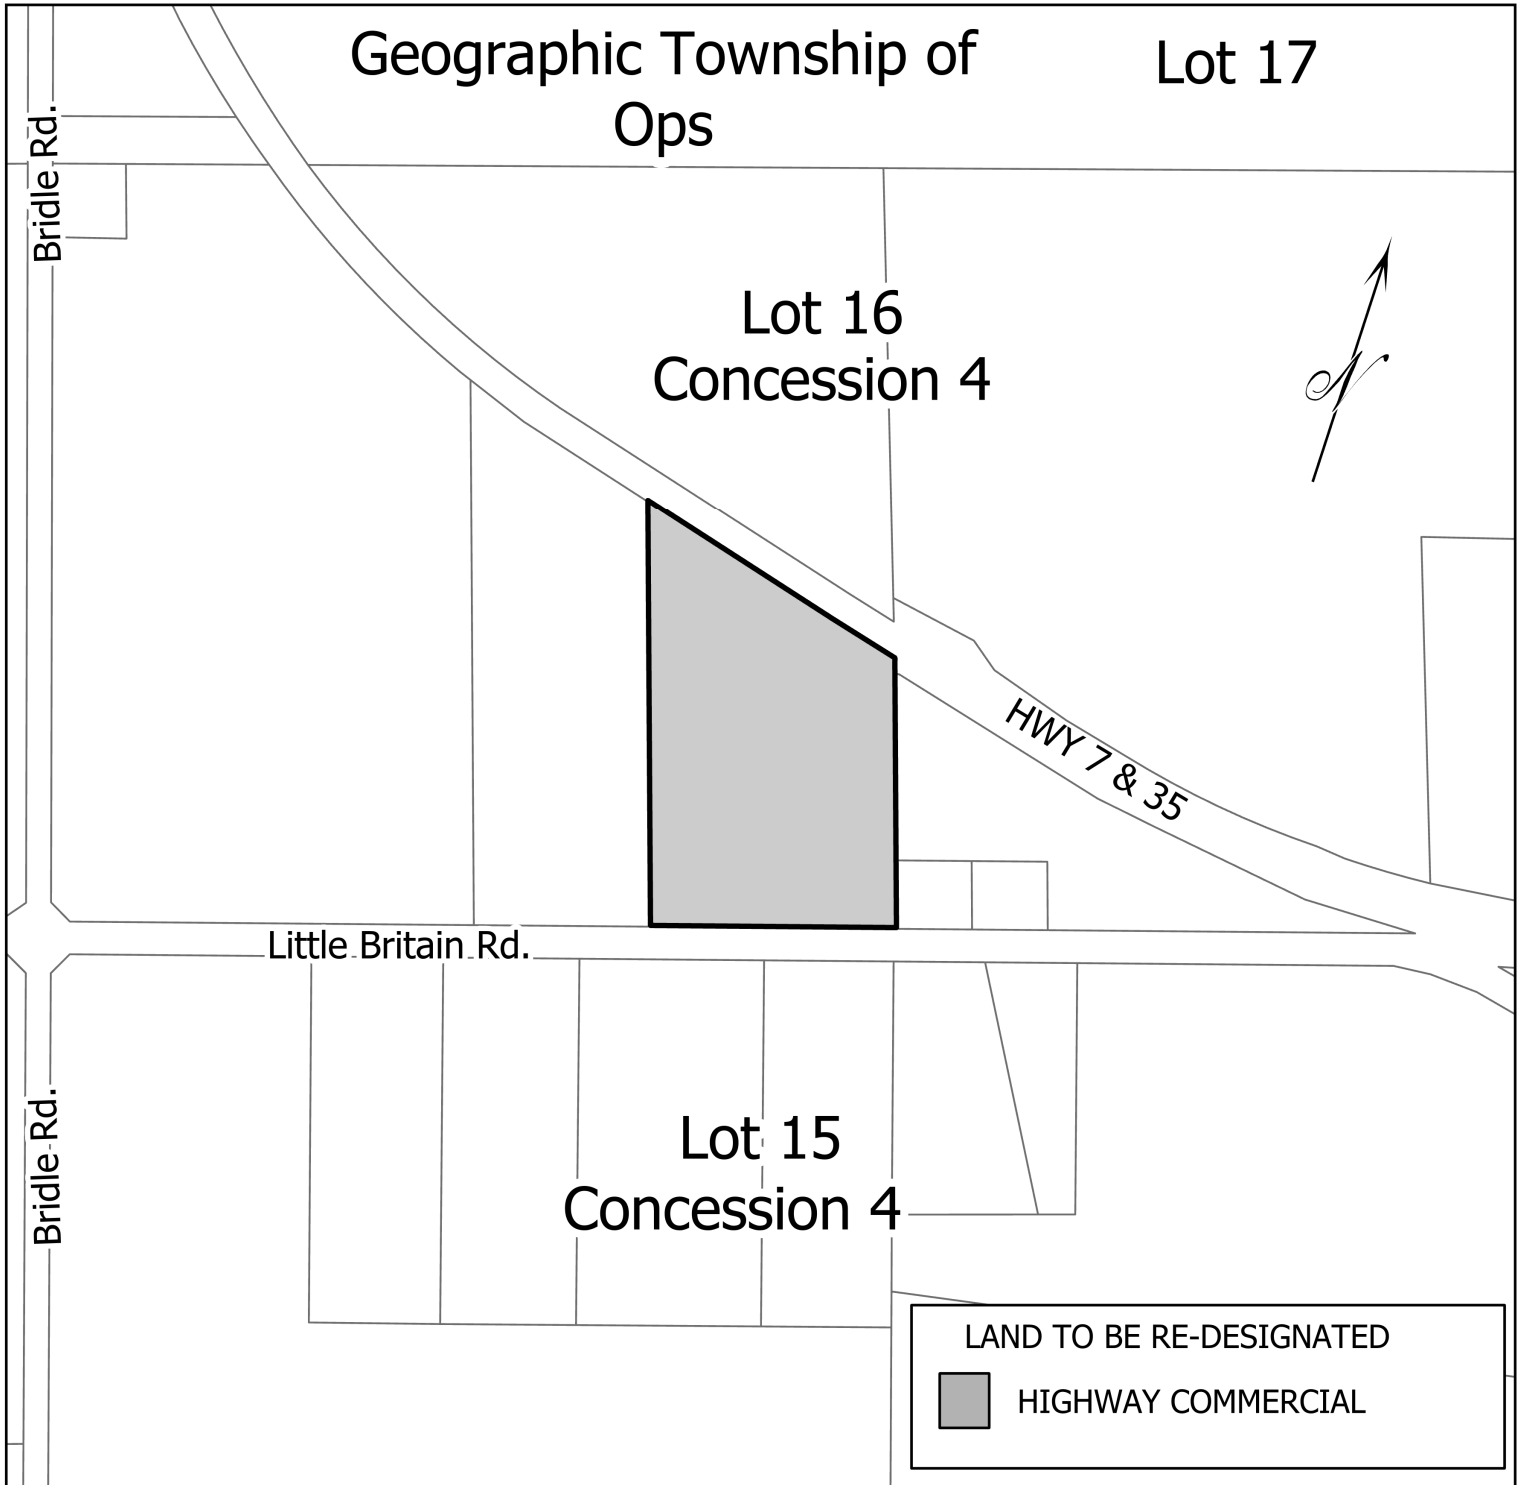 Geographic Township of
Ops
Lot 17
Bridle Rd.
Lot 16
Concession 4
N
HWY 7 & 35
Little Britain Rd.
Bridle Rd.
Lot 15
Concession 4
LAND TO BE RE-DESIGNATED
HIGHWAY COMMERCIAL